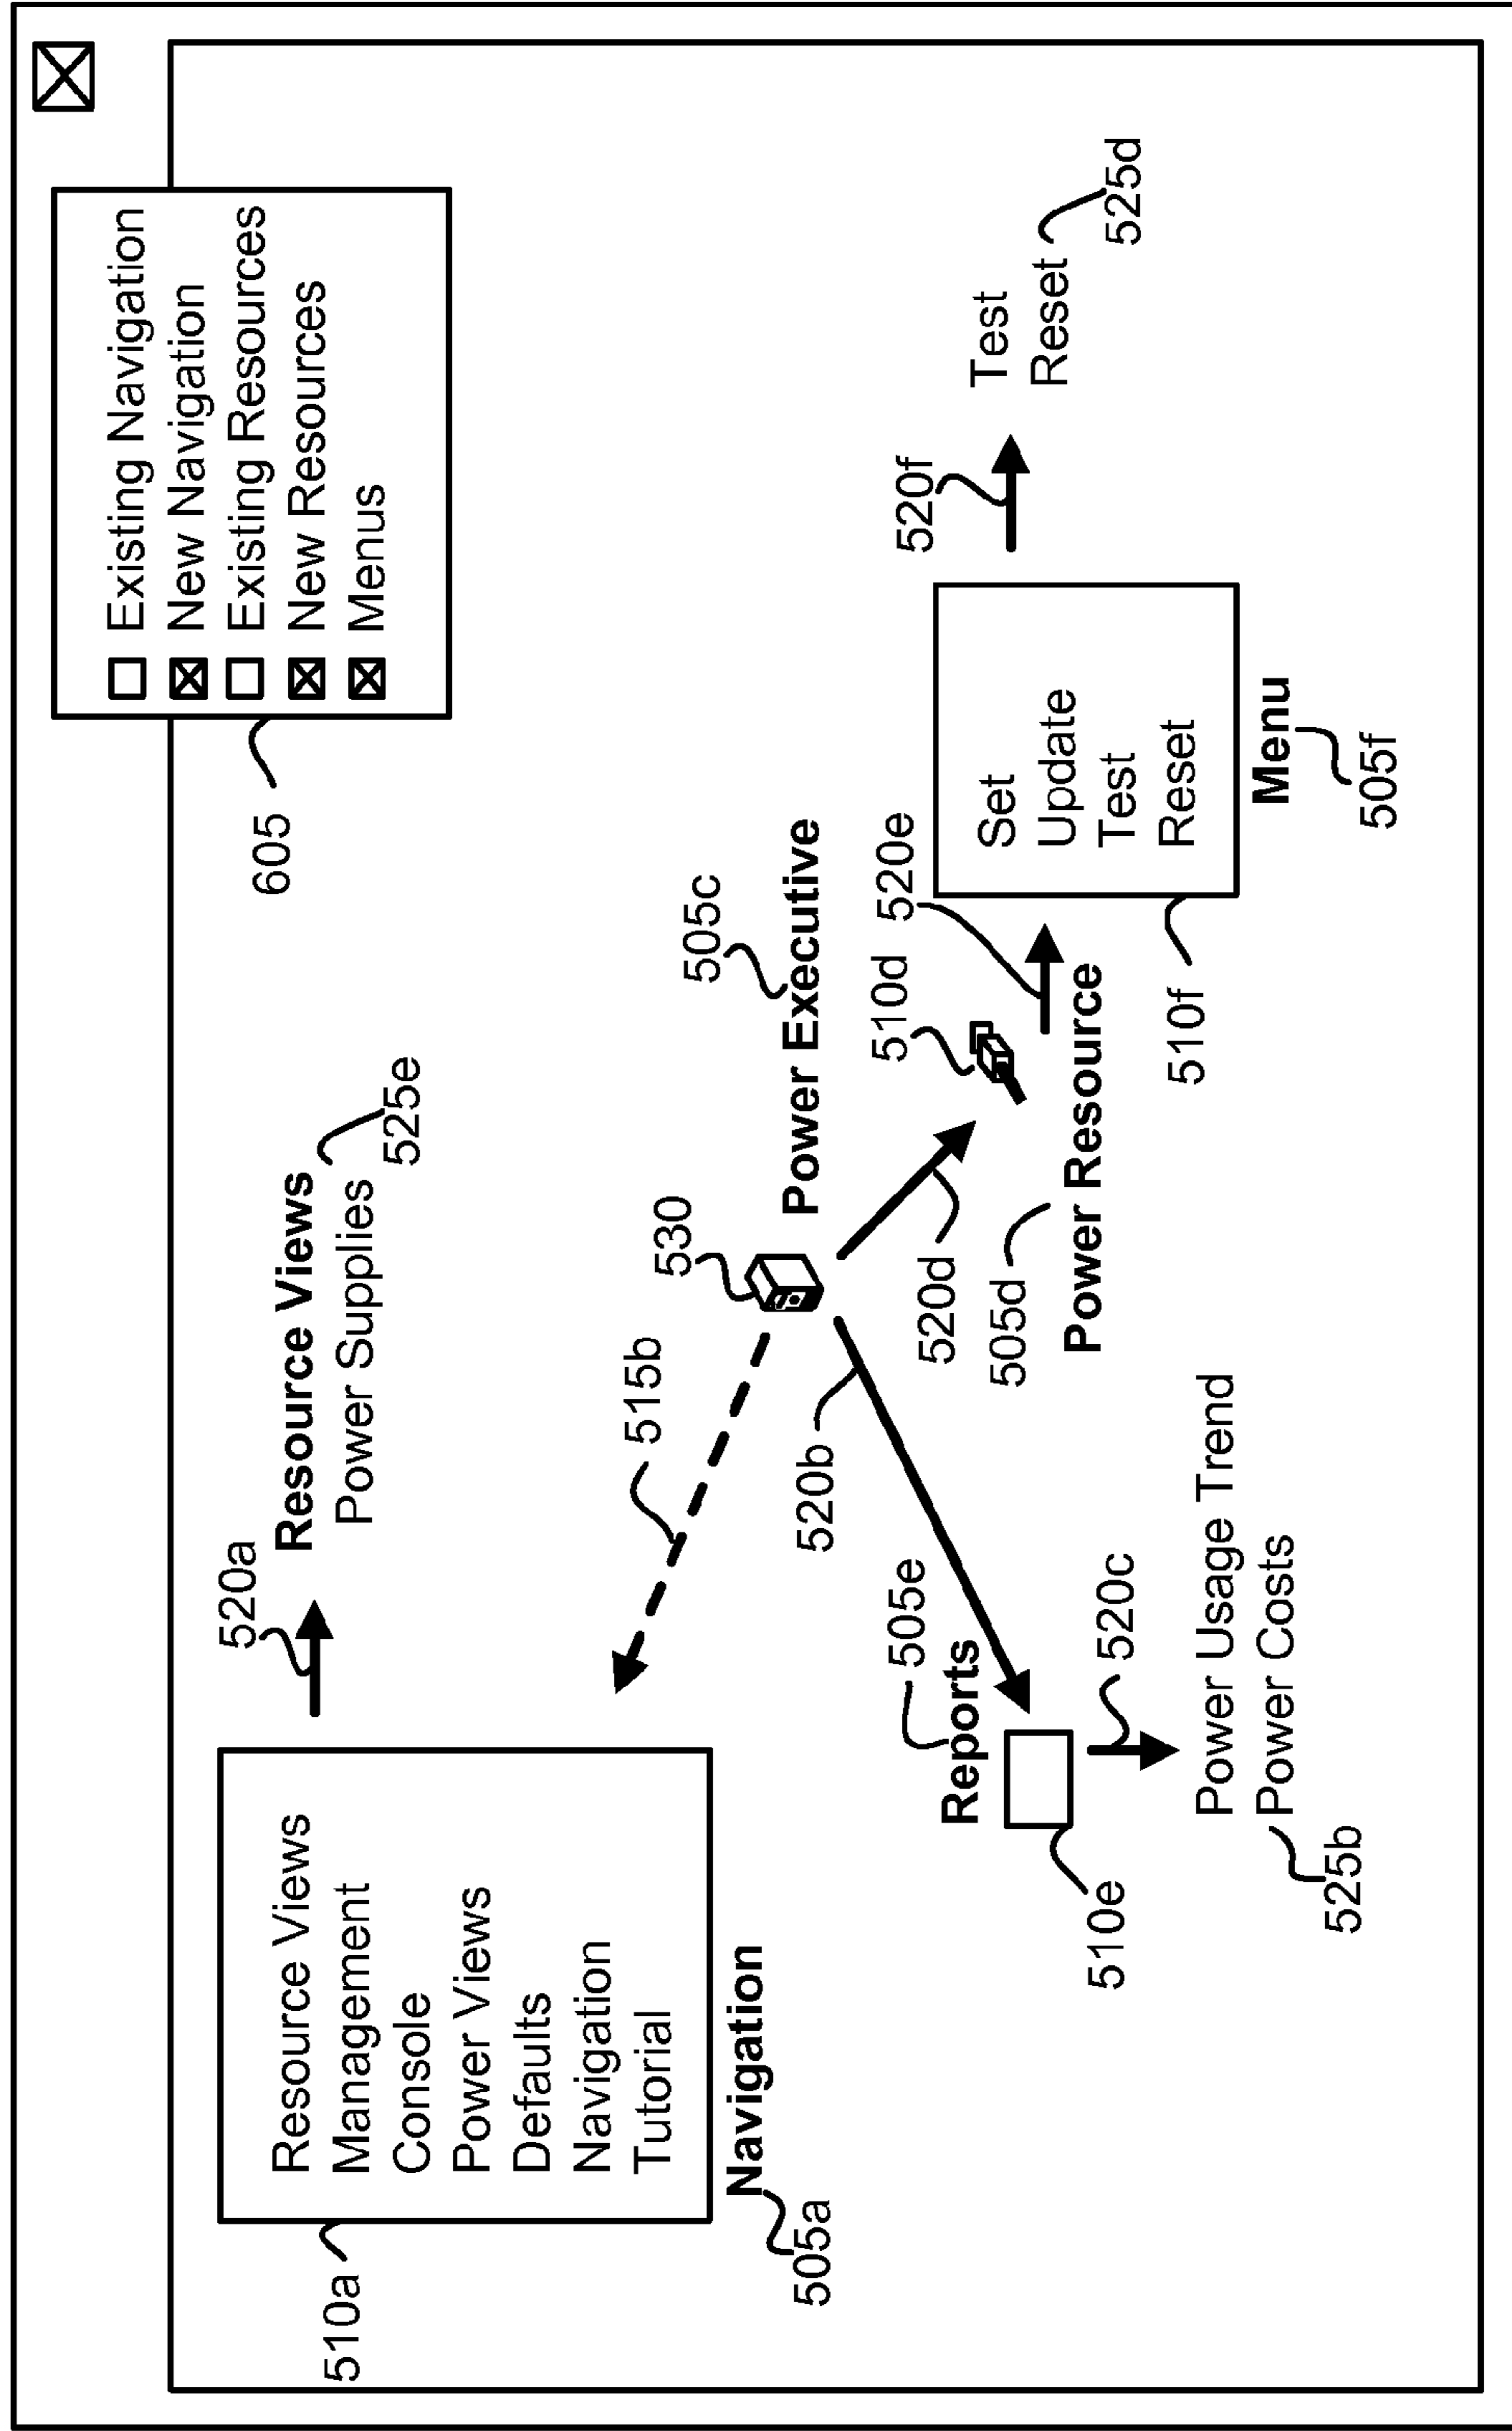 Existing Navigation
New Navigation
Existing Resources
New Resources
Menus
605
510a
Resource Views
Management
Console
Power Views
Defaults
Navigation
Tutorial
Navigation
505a
520a
Resource Views
Power Supplies
525e
515b
530
505c
Power Executive
520b
520d
505d
Power Resource
510d
520e
505e
Reports
510e
520c
Power Usage Trend
Power Costs
525b
Set
Update
Test
Reset
Menu
505f
510f
520f
Test
Reset
525d